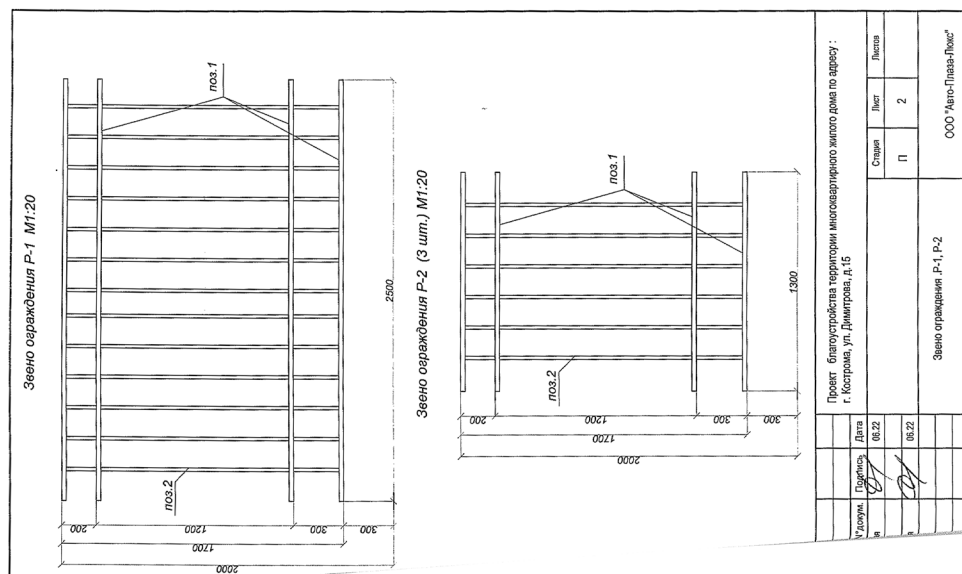 Звено ограждения Р-1 М1:20
поз.1
поз.2
2500
200
1200
300
300
1700
2000
Звено ограждения Р-2 (3 шт.) М1:20
поз.1
поз.2
1300
200
1200
300
300
1700
2000
Проект благоустройства территории многоквартирного жилого дома по адресу :
г. Кострома, ул. Димитрова, д.15
№докум. Подпись Дата
06.22
06.22
Стадия Лист Листов
П 2
Звено ограждения .Р-1, Р-2
ООО "Авто-Плаза-Люкс"